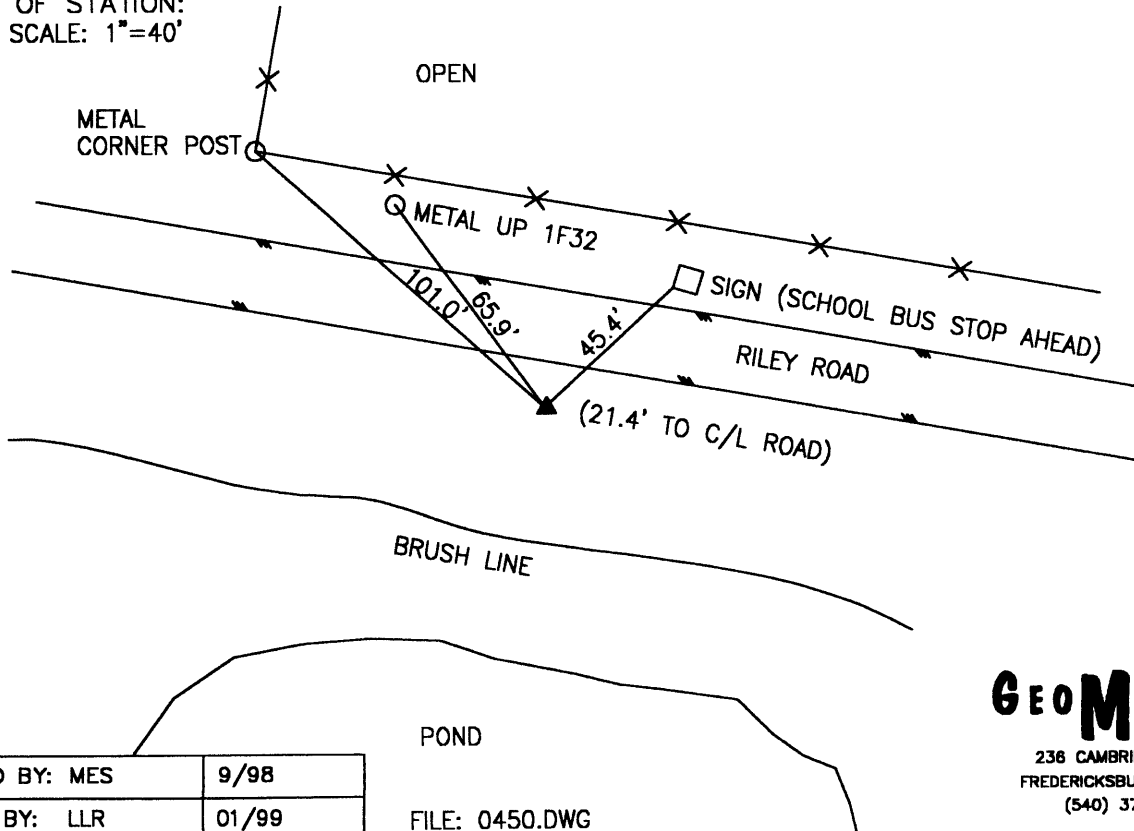 OF STATION:
SCALE: 1"=40'
OPEN
METAL
CORNER POST
METAL UP 1F32
101.0'
65.9'
45.4'
SIGN (SCHOOL BUS STOP AHEAD)
RILEY ROAD
(21.4' TO C/L ROAD)
BRUSH LINE
POND
BY: MES 9/98
BY: LLR 01/99
FILE: 0450.DWG
GEOM
236 CAMBRI
FREDERICKSBU
(540) 37